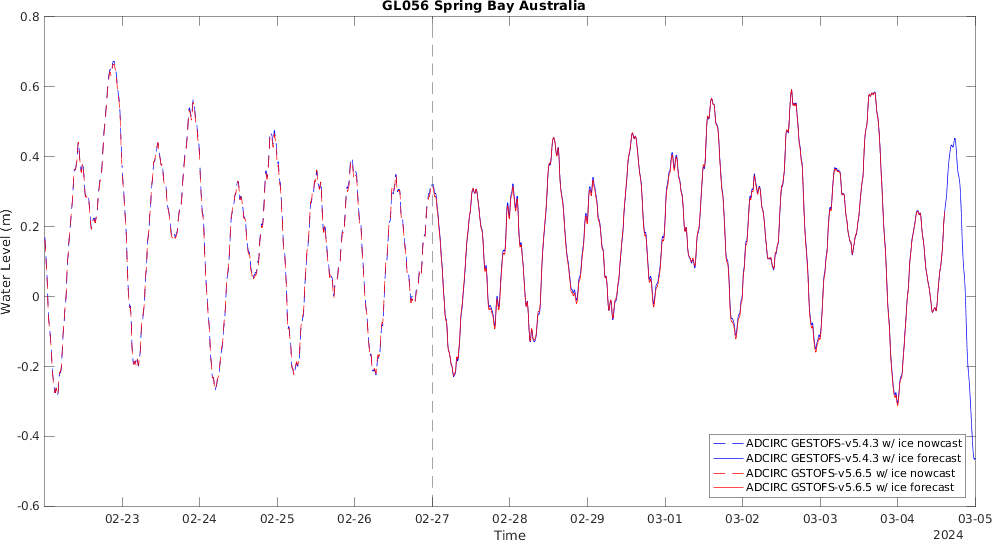 GL056 Spring Bay Australia
0.8
0.6
0.4
0.2
0
-0.2
-0.4
-0.6
Water Level (m)
ADCIRC GESTOFS-v5.4.3 w/ ice nowcast
ADCIRC GESTOFS-v5.4.3 w/ ice forecast
ADCIRC GSTOFS-v5.6.5 w/ ice nowcast
ADCIRC GSTOFS-v5.6.5 w/ ice forecast
02-23 02-24 02-25 02-26 02-27 02-28 02-29 03-01 03-02 03-03 03-04 03-05
Time
2024